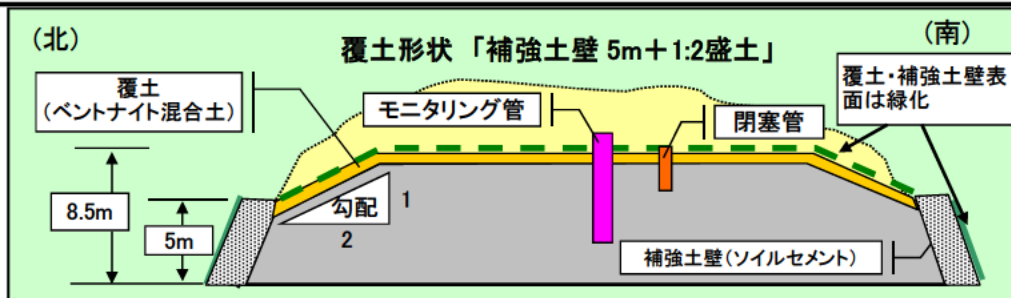 (北)
(南)
覆土形状 「補強土壁 5m+1:2盛土」
覆土
(ベントナイト混合土)
モニタリング管
閉塞管
覆土・補強土壁表
面は緑化
8.5m
5m
勾配
1
2
補強土壁(ソイルセメント)